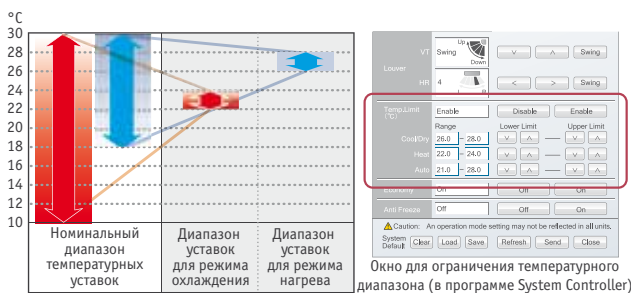 °C
30
28
26
24
22
20
18
16
14
12
10
Номинальный
диапазон
температурных
уставок
Диапазон
уставок
для режима
охлаждения
Диапазон
уставок
для режима
нагрева
Louver
VT
Swing
Up
Down
Swing
HR
4
Swing
Temp.Limit
(°C)
Enable
Disable
Enable
Range
Lower Limit
Upper Limit
Cool/Dry
26.0 - 28.0
Heat
22.0 - 24.0
Auto
21.0 - 28.0
Economy
On
Off
On
Anti Freeze
Off
Off
On
Caution: An operation mode setting may not be reflected in all units.
System
Default
Clear
Load
Save
Refresh
Send
Close
Окно для ограничения температурного
диапазона (в программе System Controller)